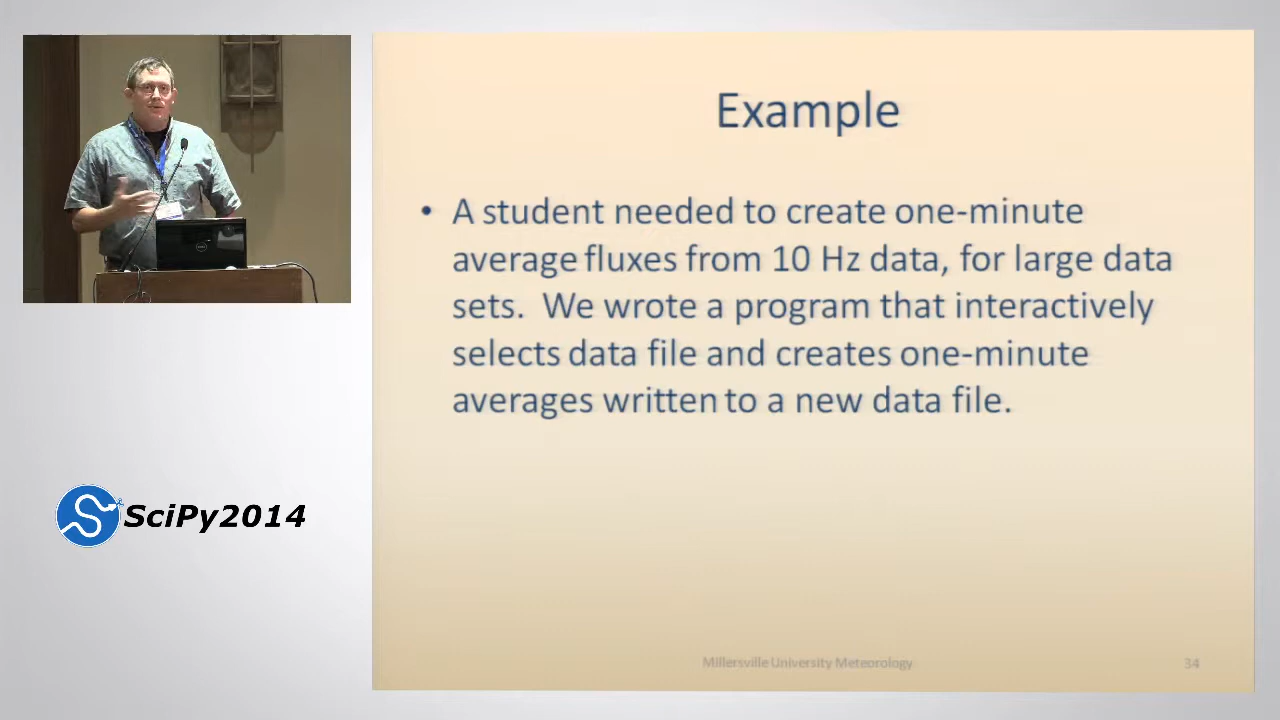 Example
• A student needed to create one-minute
average fluxes from 10 Hz data, for large data
sets. We wrote a program that interactively
selects data file and creates one-minute
averages written to a new data file.
SciPy2014
Millersville University Meteorology
34